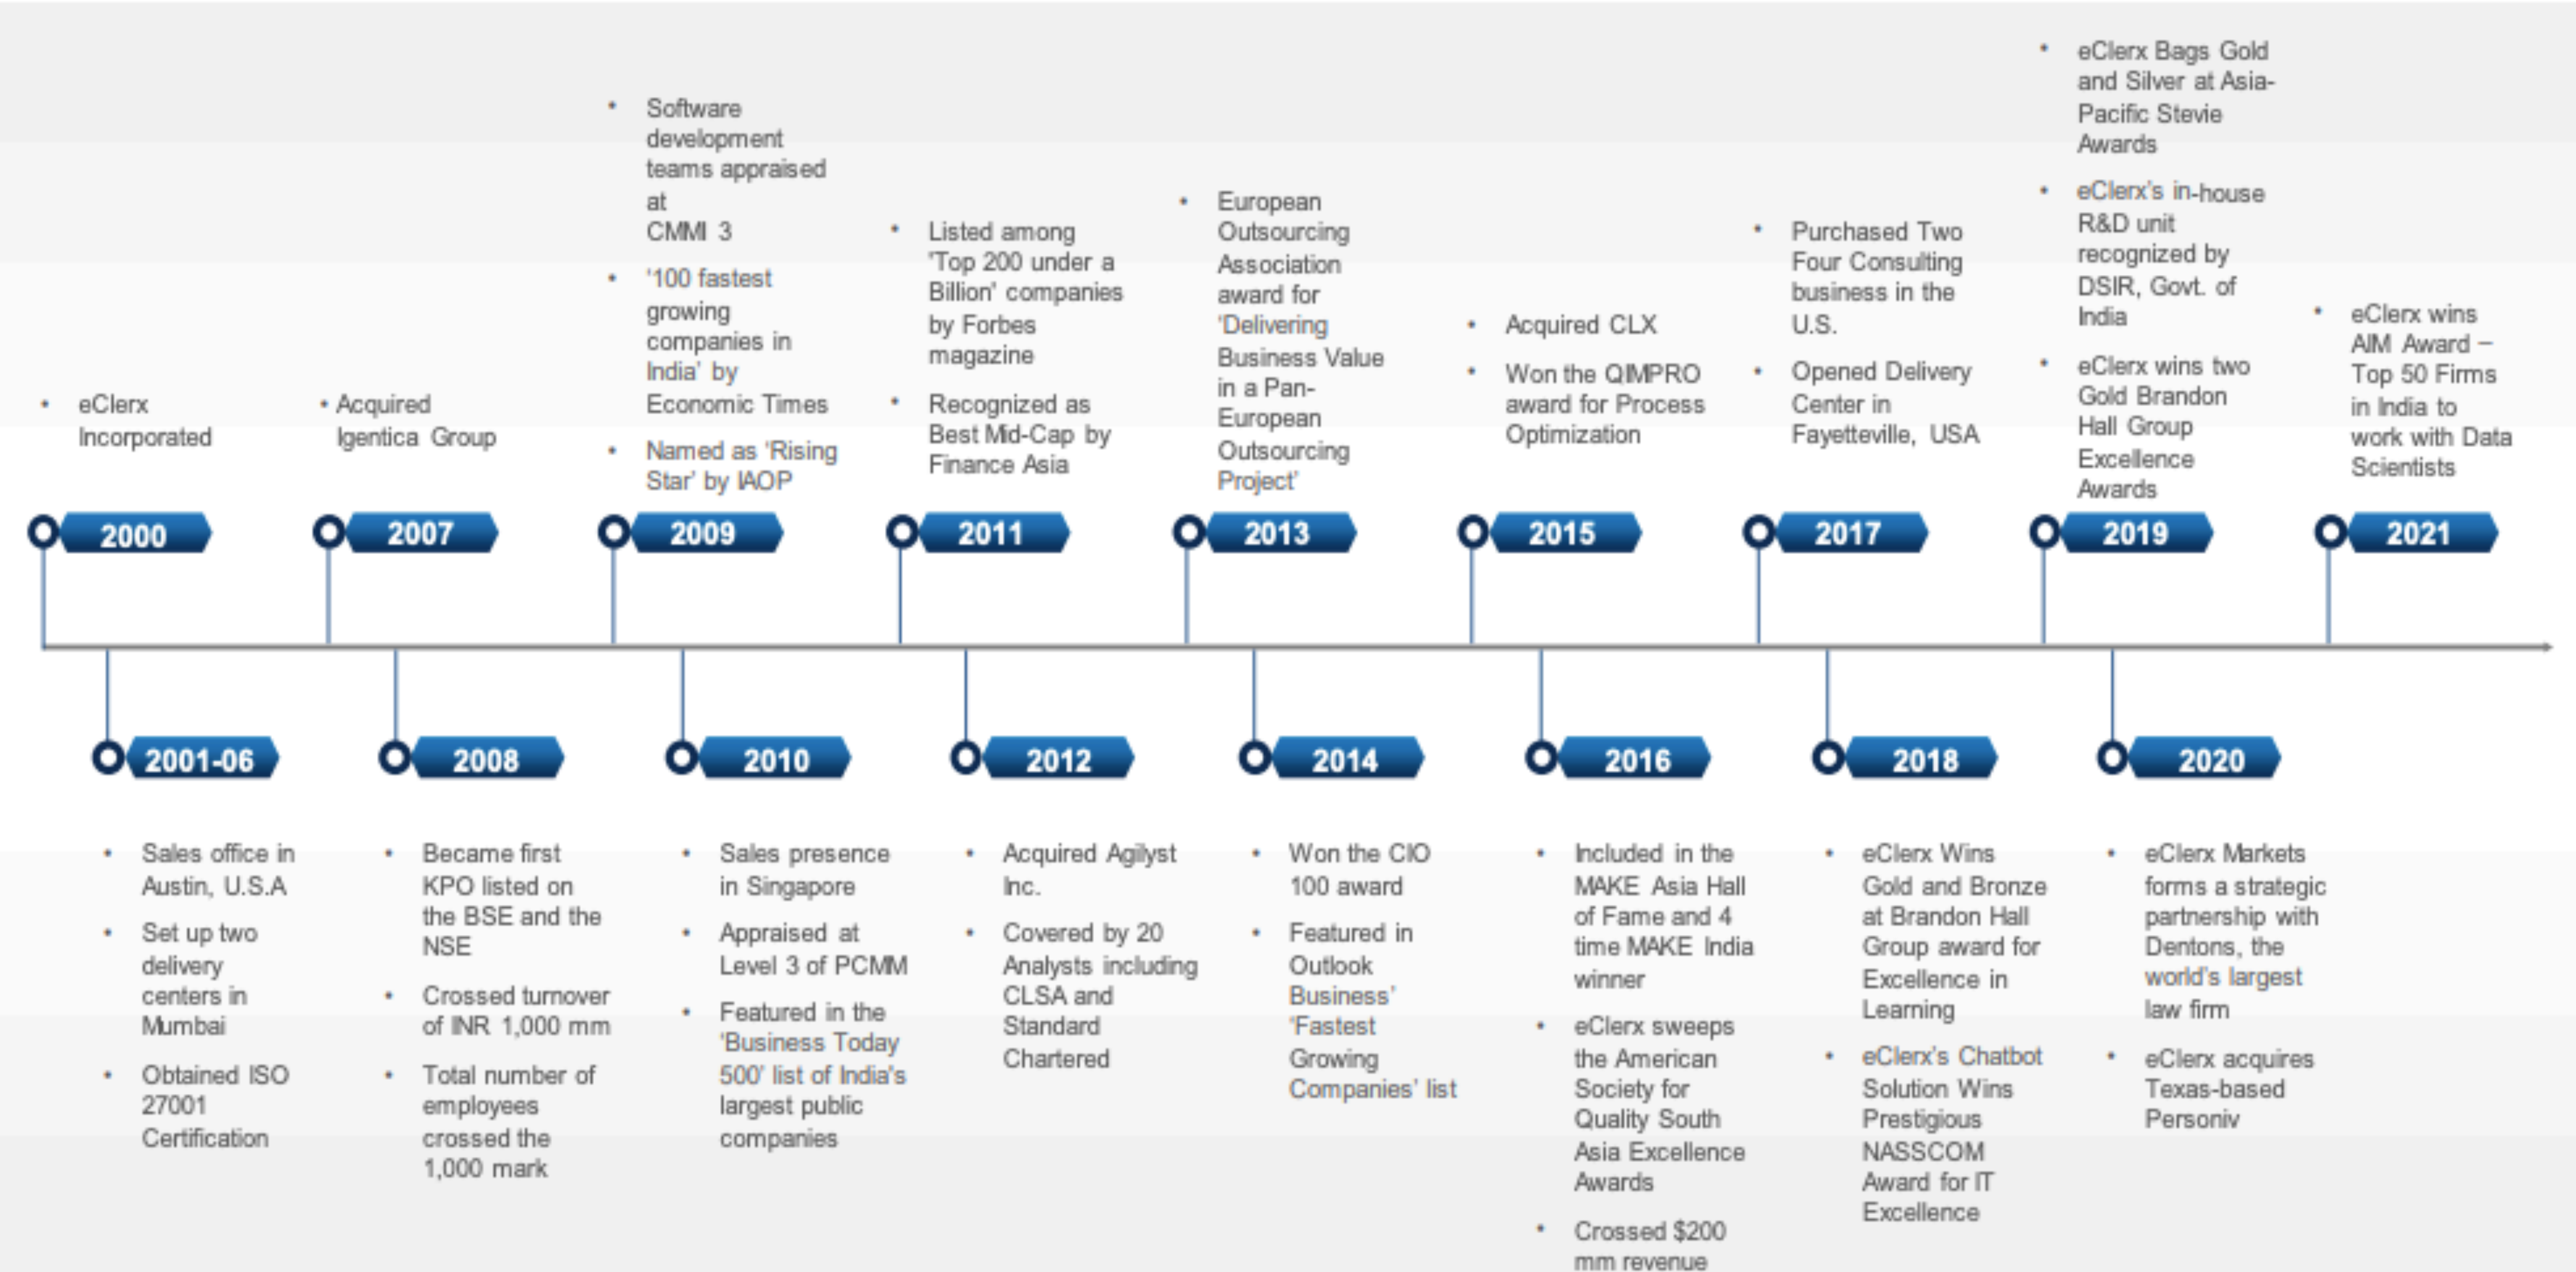 • eClerx
Incorporated
2000
• Sales office in
Austin, U.S.A
• Set up two
delivery
centers in
Mumbai
• Obtained ISO
27001
Certification
2001-06
• Acquired
Igentica Group
2007
2008
• Became first
KPO listed on
the BSE and the
NSE
• Crossed turnover
of INR 1,000 mm
• Total number of
employees
crossed the
1,000 mark
• Software
development
teams appraised
at
CMMI 3
• '100 fastest
growing
companies in
India' by
Economic Times
• Named as 'Rising
Star' by IAOP
2009
2010
• Sales presence
in Singapore
• Appraised at
Level 3 of PCMM
• Featured in the
'Business Today
500' list of India's
largest public
companies
• Listed among
'Top 200 under a
Billion' companies
by Forbes
magazine
• Recognized as
Best Mid-Cap by
Finance Asia
2011
2012
• Acquired Agilyst
Inc.
• Covered by 20
Analysts including
CLSA and
Standard
Chartered
• European
Outsourcing
Association
award for
'Delivering
Business Value
in a Pan-
European
Outsourcing
Project'
2013
2014
• Won the CIO
100 award
• Featured in
Outlook
Business'
'Fastest
Growing
Companies' list
• Acquired CLX
• Won the QIMPRO
award for Process
Optimization
2015
2016
• Included in the
MAKE Asia Hall
of Fame and 4
time MAKE India
winner
• eClerx sweeps
the American
Society for
Quality South
Asia Excellence
Awards
• Crossed $200
mm revenue
• Purchased Two
Four Consulting
business in the
U.S.
• Opened Delivery
Center in
Fayetteville, USA
2017
2018
• eClerx Wins
Gold and Bronze
at Brandon Hall
Group award for
Excellence in
Learning
• eClerx's Chatbot
Solution Wins
Prestigious
NASSCOM
Award for IT
Excellence
• eClerx Bags Gold
and Silver at Asia-
Pacific Stevie
Awards
• eClerx's in-house
R&D unit
recognized by
DSIR, Govt. of
India
• eClerx wins two
Gold Brandon
Hall Group
Excellence
Awards
2019
2020
• eClerx Markets
forms a strategic
partnership with
Dentons, the
world's largest
law firm
• eClerx acquires
Texas-based
Personiv
• eClerx wins
AIM Award –
Top 50 Firms
in India to
work with Data
Scientists
2021